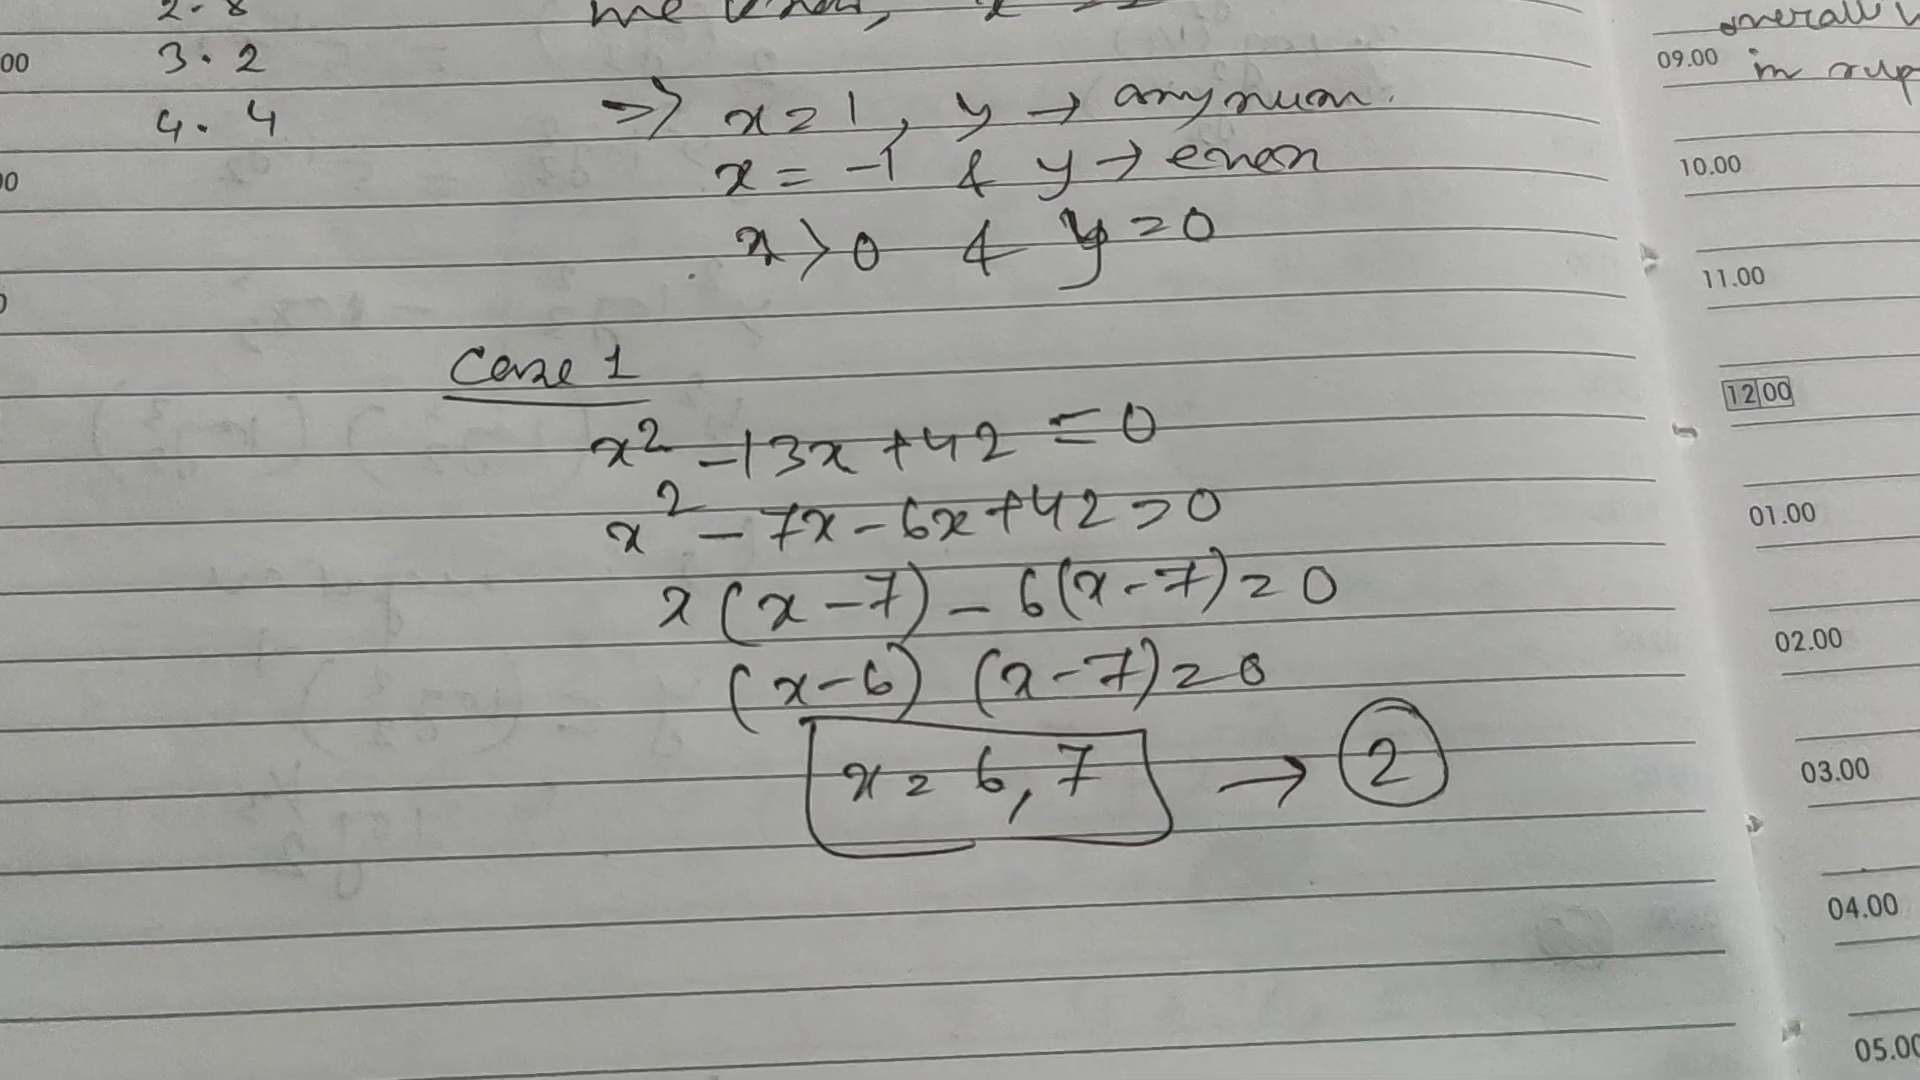 3. 2
4. 4
=> x = 1, y → any num.
x = -1 & y → even
x > 0 & y = 0
Case 1
x² - 13x + 42 = 0
x² - 7x - 6x + 42 = 0
x (x - 7) - 6 (x - 7) = 0
(x - 6) (x - 7) = 0
x = 6, 7 → 2
overall
09.00 in
10.00
11.00
12 00
01.00
02.00
03.00
04.00
05.00